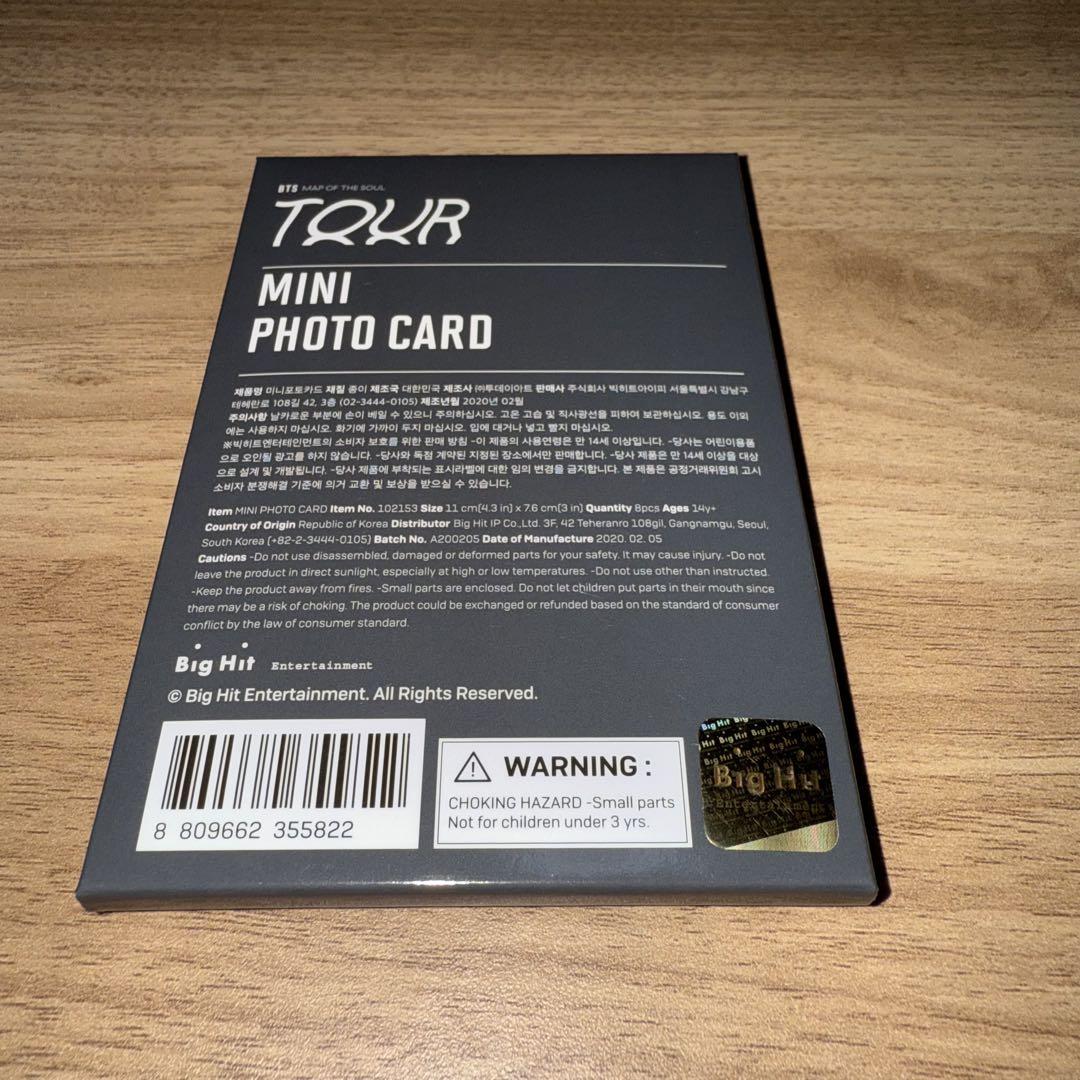 BTS MAP OF THE SOUL
TOUR
MINI
PHOTO CARD
제품명 미니포토카드 재질 종이 제조국 대한민국 제조사 ㈜투데이아트 판매사 주식회사 빅히트아이피 서울특별시 강남구
테헤란로 108길 42, 3층 (02-3444-0105) 제조년월 2020년 02월
주의사항 날카로운 부분에 손이 베일 수 있으니 주의하십시오. 고온 고습 및 직사광선을 피하여 보관하십시오. 용도 이외
에는 사용하지 마십시오. 화기에 가까이 두지 마십시오. 입에 대거나 넣고 빨지 마십시오.
※빅히트엔터테인먼트의 소비자 보호를 위한 판매 방침 -이 제품의 사용연령은 만 14세 이상입니다. -당사는 어린이용품
으로 오인될 광고를 하지 않습니다. -당사와 독점 계약된 지정된 장소에서만 판매합니다. -당사 제품은 만 14세 이상을 대상
으로 설계 및 개발됩니다. -당사 제품에 부착되는 표시라벨에 대한 임의 변경을 금지합니다. 본 제품은 공정거래위원회 고시
소비자 분쟁해결 기준에 의거 교환 및 보상을 받으실 수 있습니다.
Item MINI PHOTO CARD Item No. 102153 Size 11 cm(4.3 in) x 7.6 cm(3 in) Quantity 8pcs Ages 14y+
Country of Origin Republic of Korea Distributor Big Hit IP Co.,Ltd. 3F, 42 Teheranro 108gil, Gangnamgu, Seoul,
South Korea (+82-2-3444-0105) Batch No. A200205 Date of Manufacture 2020. 02. 05
Cautions -Do not use disassembled, damaged or deformed parts for your safety. It may cause injury. -Do not
leave the product in direct sunlight, especially at high or low temperatures. -Do not use other than instructed.
-Keep the product away from fires. -Small parts are enclosed. Do not let children put parts in their mouth since
there may be a risk of choking. The product could be exchanged or refunded based on the standard of consumer
conflict by the law of consumer standard.
Big Hit Entertainment
© Big Hit Entertainment. All Rights Reserved.
8 809662 355822
WARNING :
CHOKING HAZARD -Small parts
Not for children under 3 yrs.
Big Hit
Entertainment